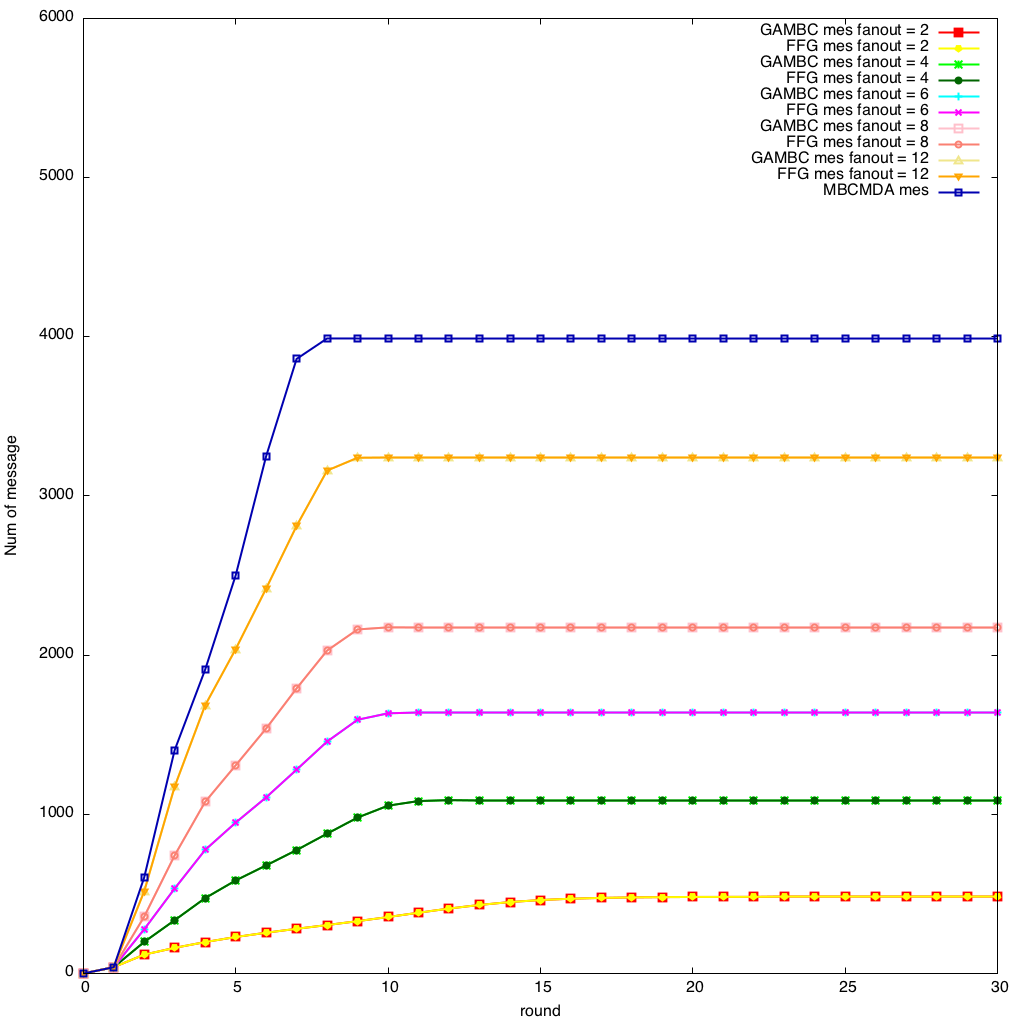 6000
5000
4000
3000
2000
1000
0
Num of message
GAMBC mes fanout = 2
FFG mes fanout = 2
GAMBC mes fanout = 4
FFG mes fanout = 4
GAMBC mes fanout = 6
FFG mes fanout = 6
GAMBC mes fanout = 8
FFG mes fanout = 8
GAMBC mes fanout = 12
FFG mes fanout = 12
MBCMDA mes
0 5 10 15 20 25 30
round